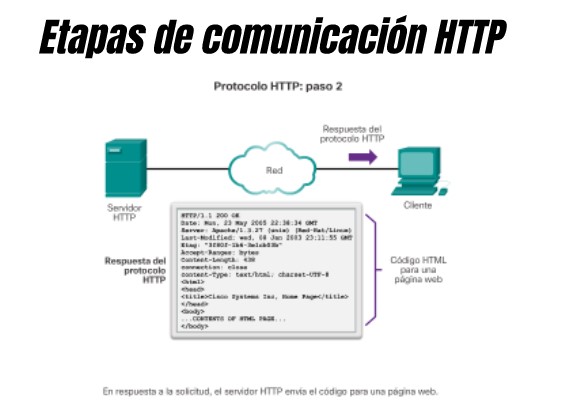 Etapas de comunicación HTTP
Protocolo HTTP: paso 2
Respuesta del
protocolo HTTP
Red
Servidor
HTTP
Cliente
HTTP/1.1 200 OK
Date: Mon, 23 May 2005 22:38:34 GMT
Server: Apache/1.3.27 (unix) (Red-Hat/Linux)
Last-Modified: wed, 08 Jan 2003 23:11:55 GMT
Etag:
Accept-Ranges: bytes
Content-Length: 438
connection: close
content-Type: text/html; charset=UTF-8
<html>
<head>
<title>Cisco Systems Inc, Home Page</title>
</head>
<body>
...CONTENTS OF HTML PAGE...
</body>
Respuesta del
protocolo
HTTP
Código HTML
para una
página web
En respuesta a la solicitud, el servidor HTTP envía el código para una página web.